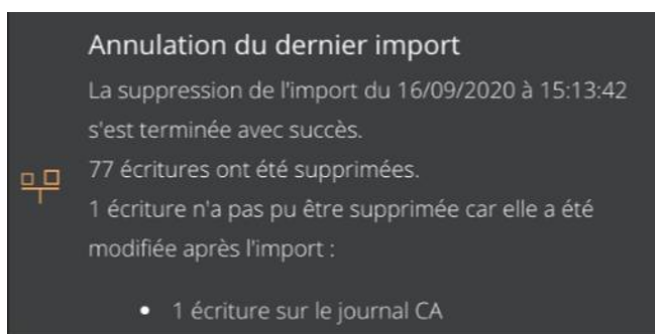 Annulation du dernier import
La suppression de l'import du 16/09/2020 à 15:13:42
s'est terminée avec succès.
77 écritures ont été supprimées.
1 écriture n'a pas pu être supprimée car elle a été
modifiée après l'import :
• 1 écriture sur le journal CA